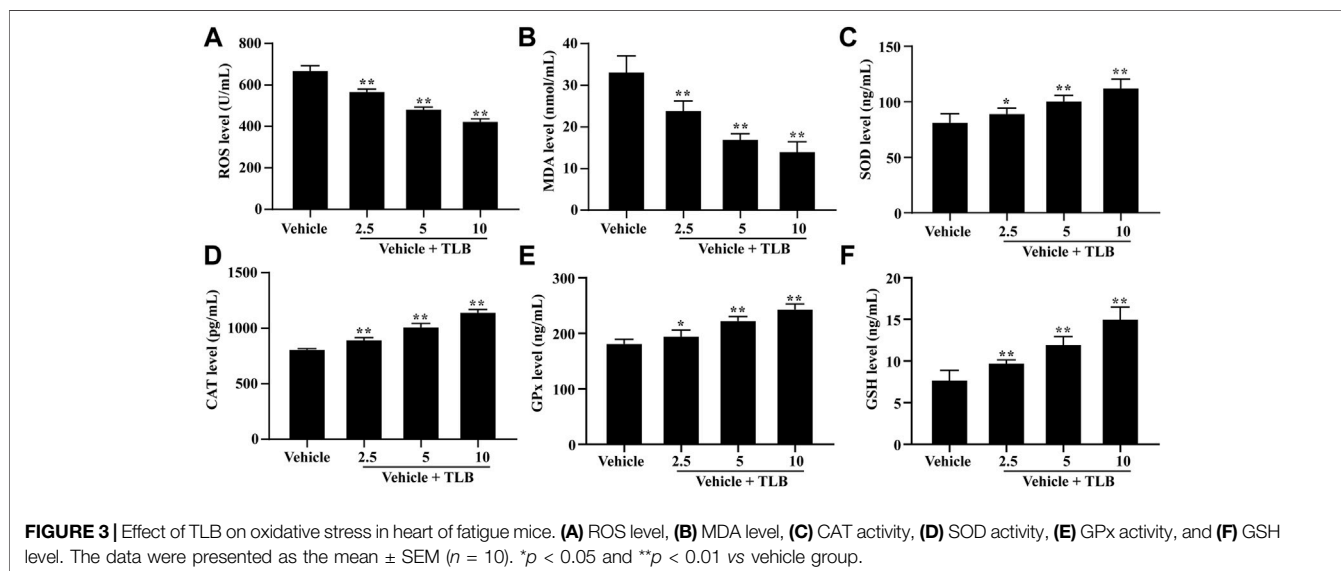 A
ROS level (U/mL)
800
600
400
200
0
**
**
**
Vehicle 2.5 5 10
Vehicle + TLB
B
MDA level (nmol/mL)
40
30
20
10
0
**
**
**
Vehicle 2.5 5 10
Vehicle + TLB
C
SOD level (ng/mL)
150
100
50
0
*
**
**
Vehicle 2.5 5 10
Vehicle + TLB
D
CAT level (pg/mL)
1500
1000
500
0
**
**
**
Vehicle 2.5 5 10
Vehicle + TLB
E
GPx level (ng/mL)
300
200
100
0
*
**
**
Vehicle 2.5 5 10
Vehicle + TLB
F
GSH level (ng/mL)
20
15
10
5
0
**
**
**
Vehicle 2.5 5 10
Vehicle + TLB
FIGURE 3 | Effect of TLB on oxidative stress in heart of fatigue mice. (A) ROS level, (B) MDA level, (C) CAT activity, (D) SOD activity, (E) GPx activity, and (F) GSH
level. The data were presented as the mean ± SEM (n = 10). *p < 0.05 and **p < 0.01 vs vehicle group.